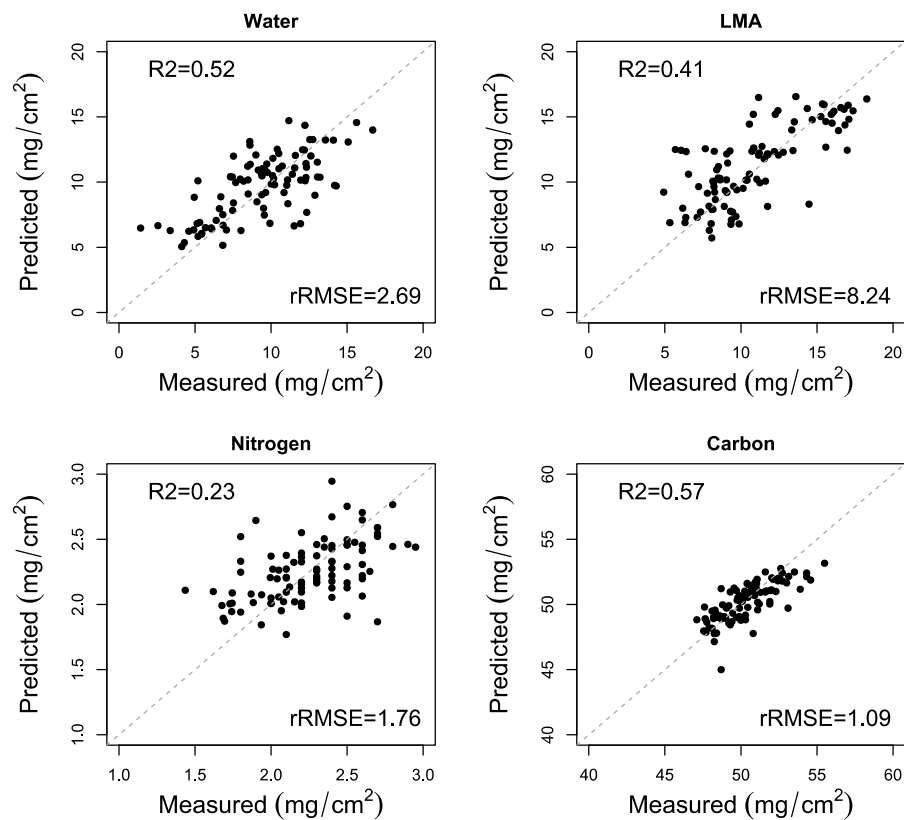 Water
R2=0.52
rRMSE=2.69
Predicted (mg/cm²)
0
5
10
15
20
0 5 10 15 20
Measured (mg/cm²)
LMA
R2=0.41
rRMSE=8.24
Predicted (mg/cm²)
0
5
10
15
20
0 5 10 15 20
Measured (mg/cm²)
Nitrogen
R2=0.23
rRMSE=1.76
Predicted (mg/cm²)
1.0
1.5
2.0
2.5
3.0
1.0 1.5 2.0 2.5 3.0
Measured (mg/cm²)
Carbon
R2=0.57
rRMSE=1.09
Predicted (mg/cm²)
40
45
50
55
60
40 45 50 55 60
Measured (mg/cm²)